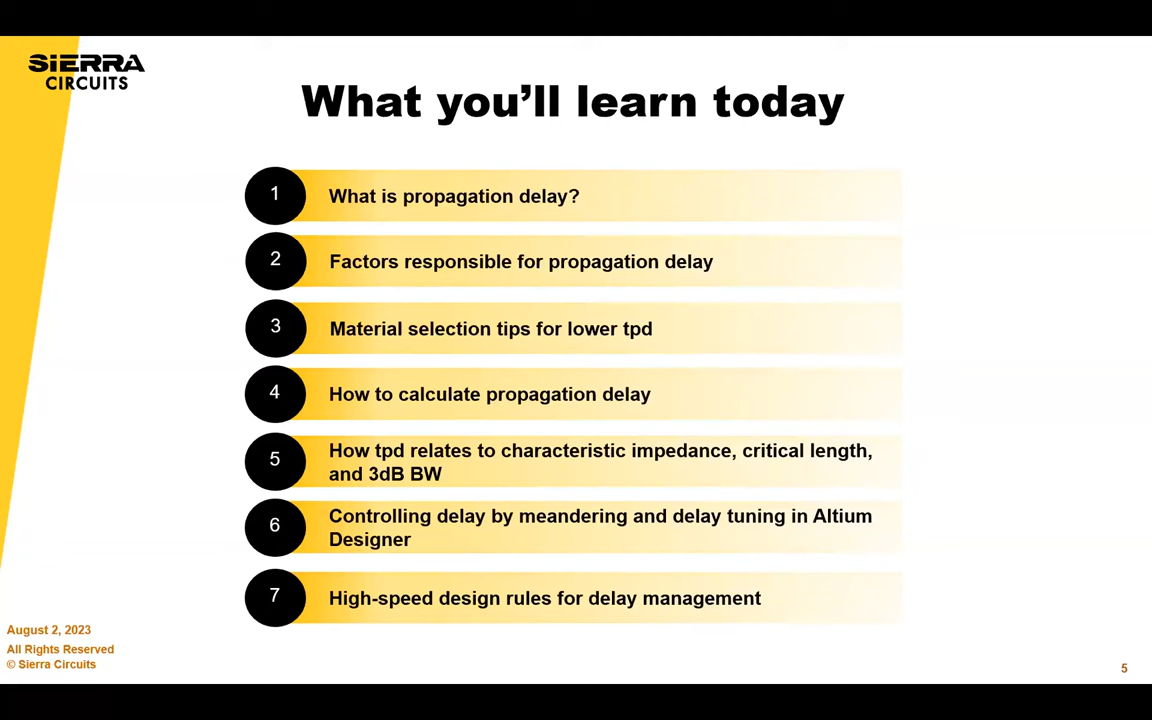 SIERRA
CIRCUITS
What you'll learn today
1
What is propagation delay?
2
Factors responsible for propagation delay
3
Material selection tips for lower tpd
4
How to calculate propagation delay
5
How tpd relates to characteristic impedance, critical length,
and 3dB BW
6
Controlling delay by meandering and delay tuning in Altium
Designer
7
High-speed design rules for delay management
August 2, 2023
All Rights Reserved
© Sierra Circuits
5